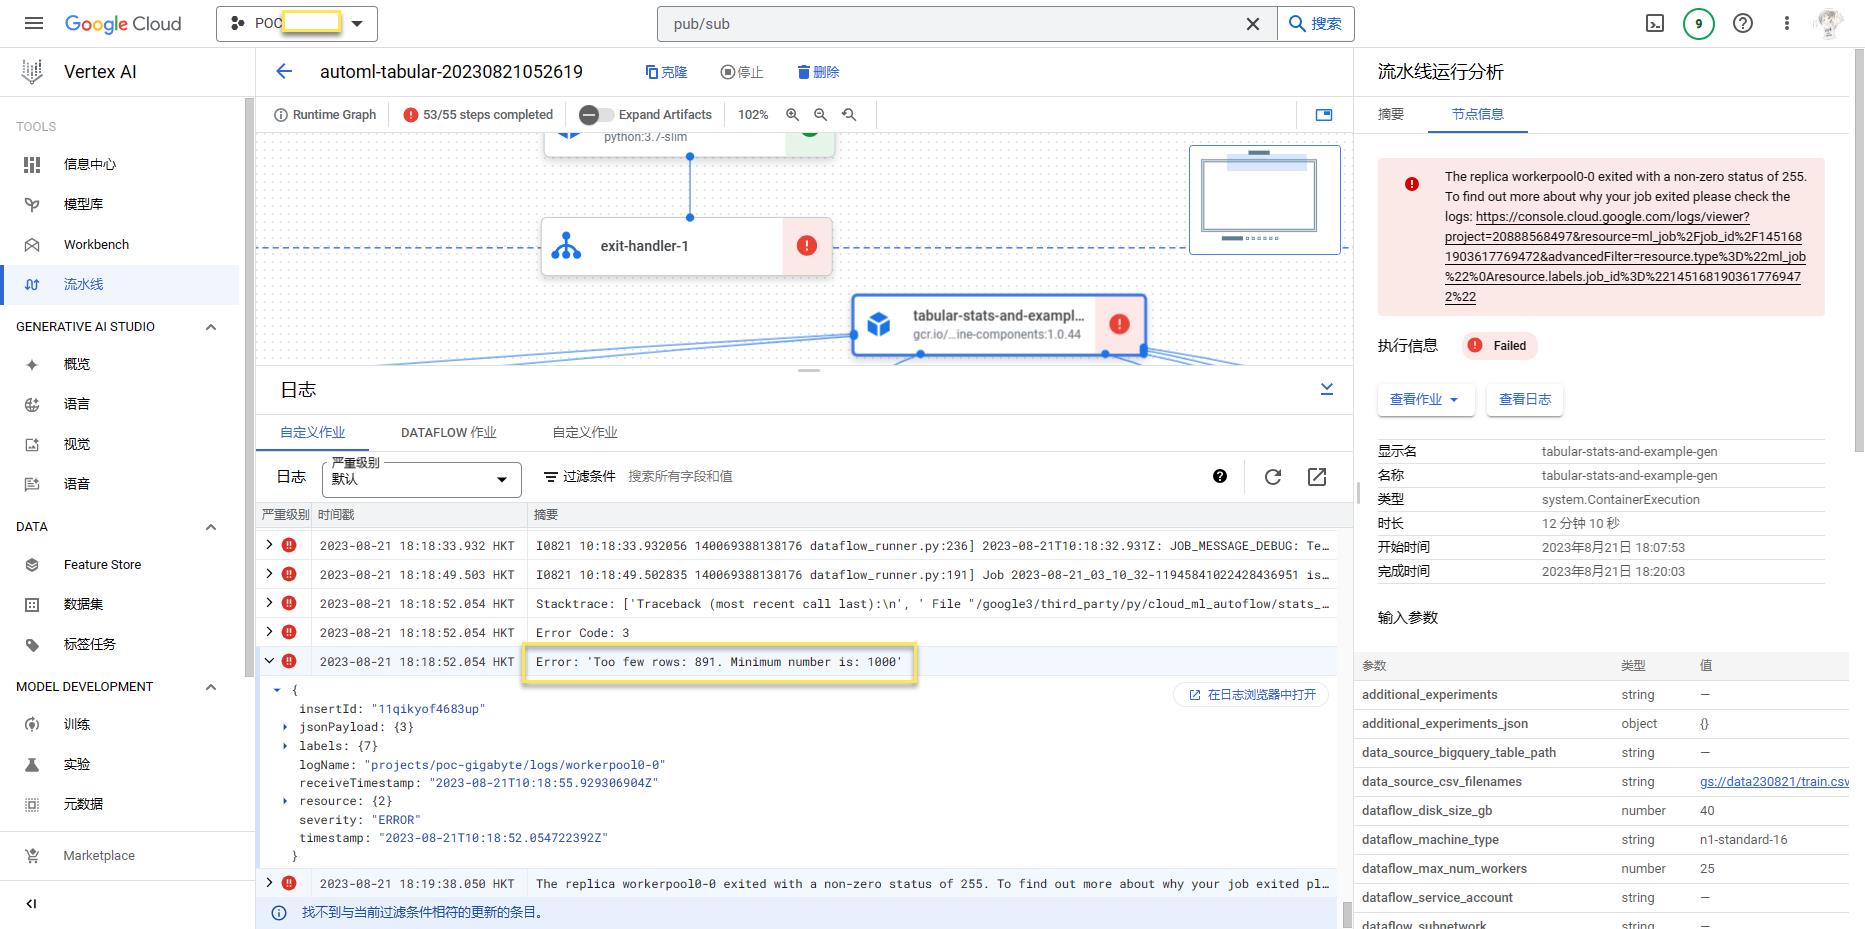 Google Cloud
POC
pub/sub
搜索
9
Vertex AI
automl-tabular-20230821052619
克隆
停止
删除
流水线运行分析
TOOLS
信息中心
模型库
Workbench
流水线
GENERATIVE AI STUDIO
概览
语言
视觉
语音
DATA
Feature Store
数据集
标签任务
MODEL DEVELOPMENT
训练
实验
元数据
Marketplace
Runtime Graph
53/55 steps completed
Expand Artifacts
102%
python:3.7-slim
exit-handler-1
tabular-stats-and-exampl...
gcr.io/...ine-components:1.0.44
日志
自定义作业
DATAFLOW 作业
自定义作业
日志
严重级别
默认
过滤条件
搜索所有字段和值
严重级别 时间戳 摘要
2023-08-21 18:18:33.932 HKT I0821 10:18:33.932056 140069388138176 dataflow_runner.py:236] 2023-08-21T10:18:32.931Z: JOB_MESSAGE_DEBUG: Te…
2023-08-21 18:18:49.503 HKT I0821 10:18:49.502835 140069388138176 dataflow_runner.py:191] Job 2023-08-21_03_10_32-11945841022428436951 is…
2023-08-21 18:18:52.054 HKT Stacktrace: ['Traceback (most recent call last):\n', ' File "/google3/third_party/py/cloud_ml_autoflow/stats_…
2023-08-21 18:18:52.054 HKT Error Code: 3
2023-08-21 18:18:52.054 HKT Error: 'Too few rows: 891. Minimum number is: 1000'
{
在日志浏览器中打开
insertId: "11qikyof4683up"
jsonPayload: {3}
labels: {7}
logName: "projects/poc-gigabyte/logs/workerpool0-0"
receiveTimestamp: "2023-08-21T10:18:55.929306904Z"
resource: {2}
severity: "ERROR"
timestamp: "2023-08-21T10:18:52.054722392Z"
}
2023-08-21 18:19:38.050 HKT The replica workerpool0-0 exited with a non-zero status of 255. To find out more about why your job exited pl…
找不到与当前过滤条件相符的更新的条目。
摘要
节点信息
The replica workerpool0-0 exited with a non-zero status of 255.
To find out more about why your job exited please check the
logs: https://console.cloud.google.com/logs/viewer?
project=20888568497&resource=ml_job%2Fjob_id%2F145168
1903617769472&advancedFilter=resource.type%3D%22ml_job
%22%0Aresource.labels.job_id%3D%22145168190361776947
2%22
执行信息
Failed
查看作业
查看日志
显示名 tabular-stats-and-example-gen
名称 tabular-stats-and-example-gen
类型 system.ContainerExecution
时长 12 分钟 10 秒
开始时间 2023年8月21日 18:07:53
完成时间 2023年8月21日 18:20:03
输入参数
参数 类型 值
additional_experiments string —
additional_experiments_json object {}
data_source_bigquery_table_path string —
data_source_csv_filenames string gs://data230821/train.csv
dataflow_disk_size_gb number 40
dataflow_machine_type string n1-standard-16
dataflow_max_num_workers number 25
dataflow_service_account string —
dataflow_subnetwork string —